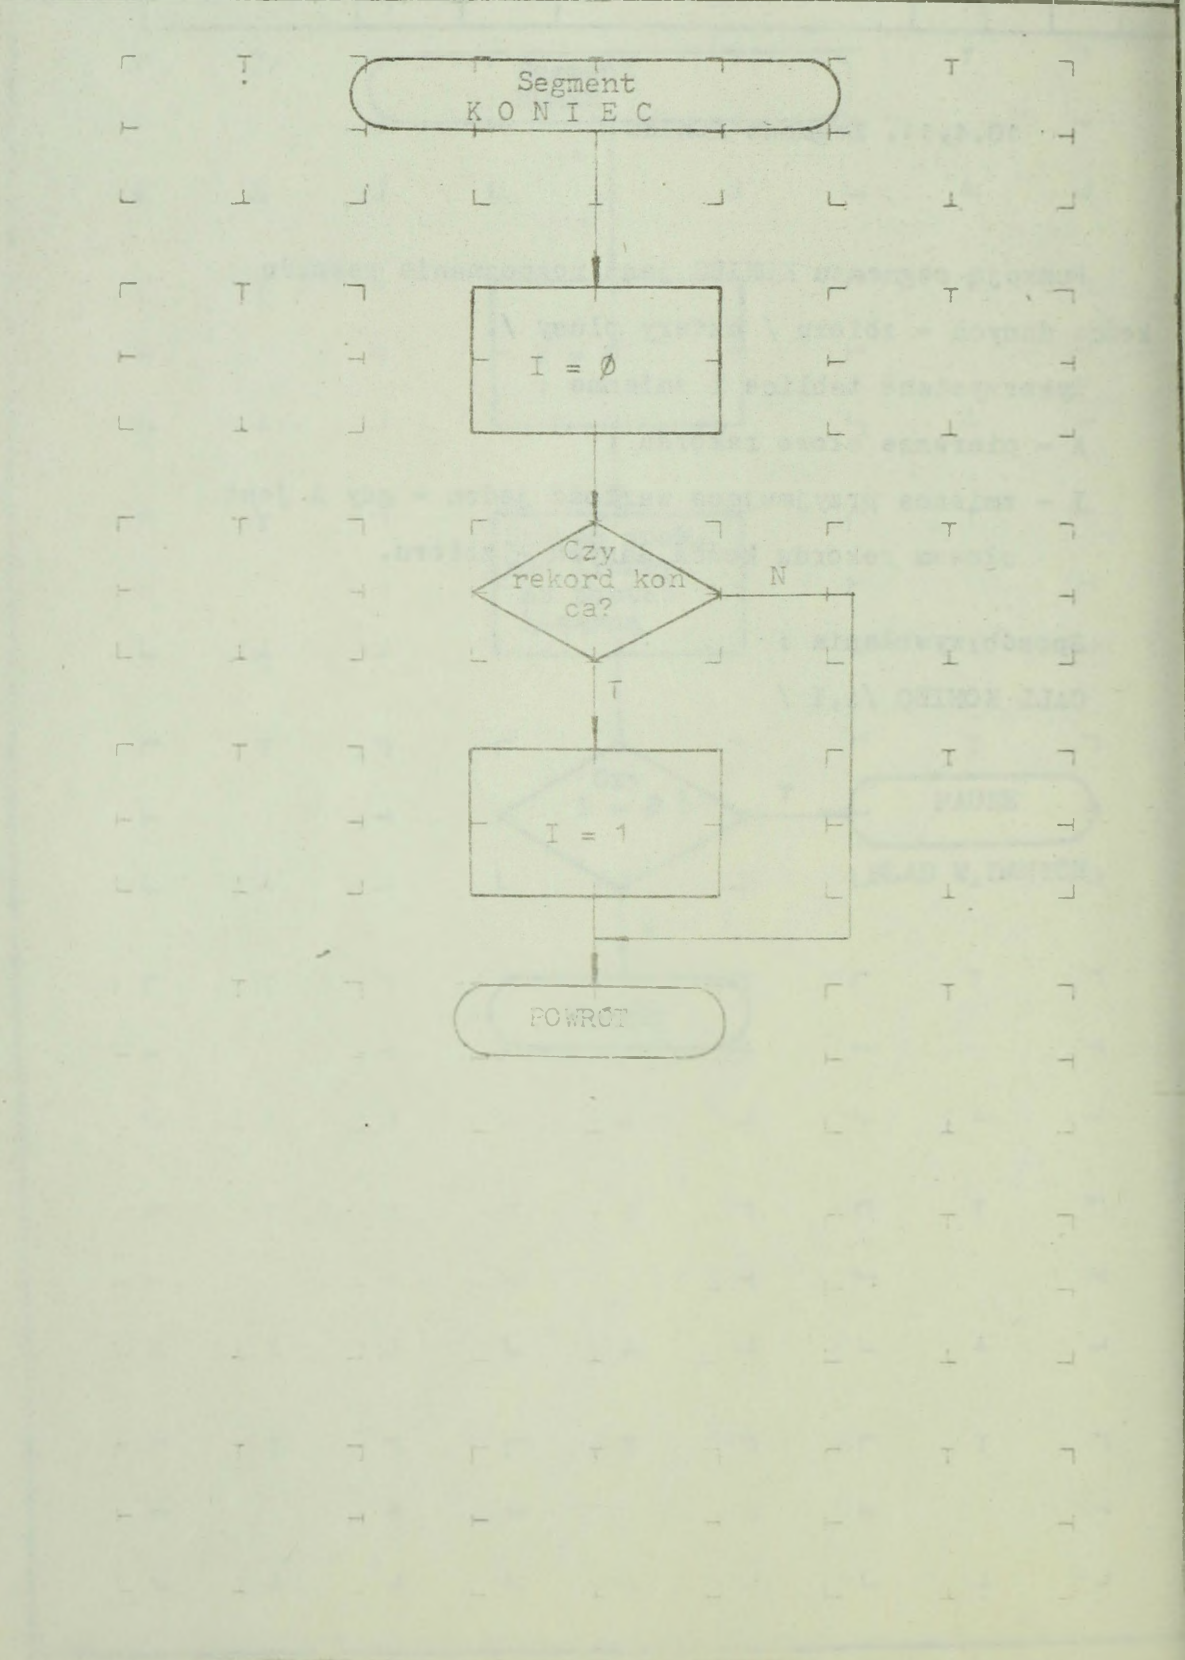 Segment
K O N I E C
I = Ø
Czy
rekord kon
ca?
N
T
I = 1
POWRÓT